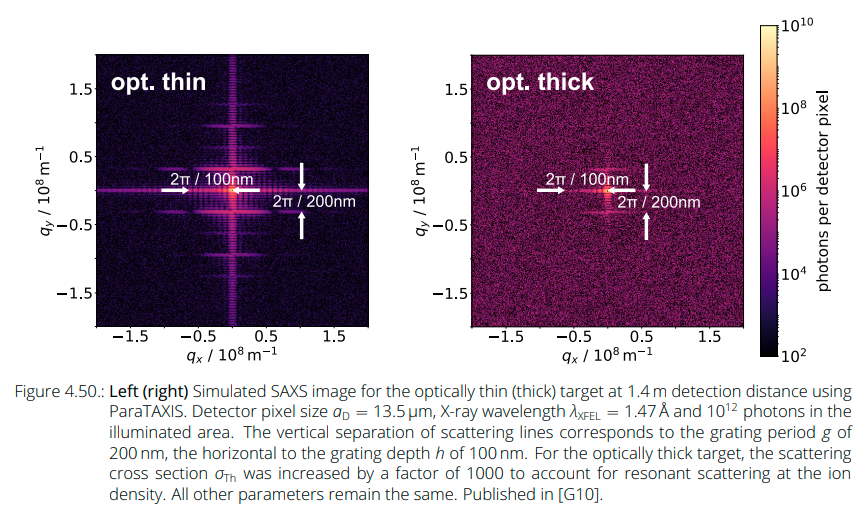 opt. thin
opt. thick
2π / 100nm
2π / 200nm
2π / 100nm
2π / 200nm
1.5
0.5
−0.5
−1.5
q_y / 10^8 m^−1
−1.5 −0.5 0.5 1.5
q_x / 10^8 m^−1
1.5
0.5
−0.5
−1.5
q_y / 10^8 m^−1
−1.5 −0.5 0.5 1.5
q_x / 10^8 m^−1
10^10
10^8
10^6
10^4
10^2
photons per detector pixel
Figure 4.50.: Left (right) Simulated SAXS image for the optically thin (thick) target at 1.4 m detection distance using
ParaTAXIS. Detector pixel size a_D = 13.5 µm, X-ray wavelength λ_XFEL = 1.47 Å and 10^12 photons in the
illuminated area. The vertical separation of scattering lines corresponds to the grating period g of
200 nm, the horizontal to the grating depth h of 100 nm. For the optically thick target, the scattering
cross section σ_Th was increased by a factor of 1000 to account for resonant scattering at the ion
density. All other parameters remain the same. Published in [G10].